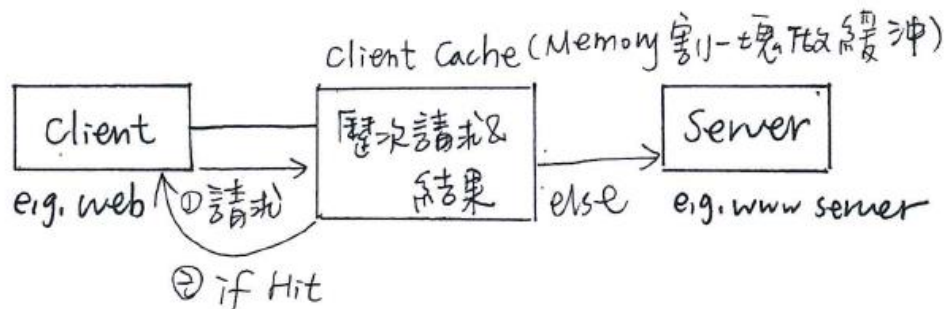 Client Cache (Memory 割一塊做緩沖)
Client
歷次請求&
結果
Server
e.g. web
①請求
else
e.g. www server
② if Hit